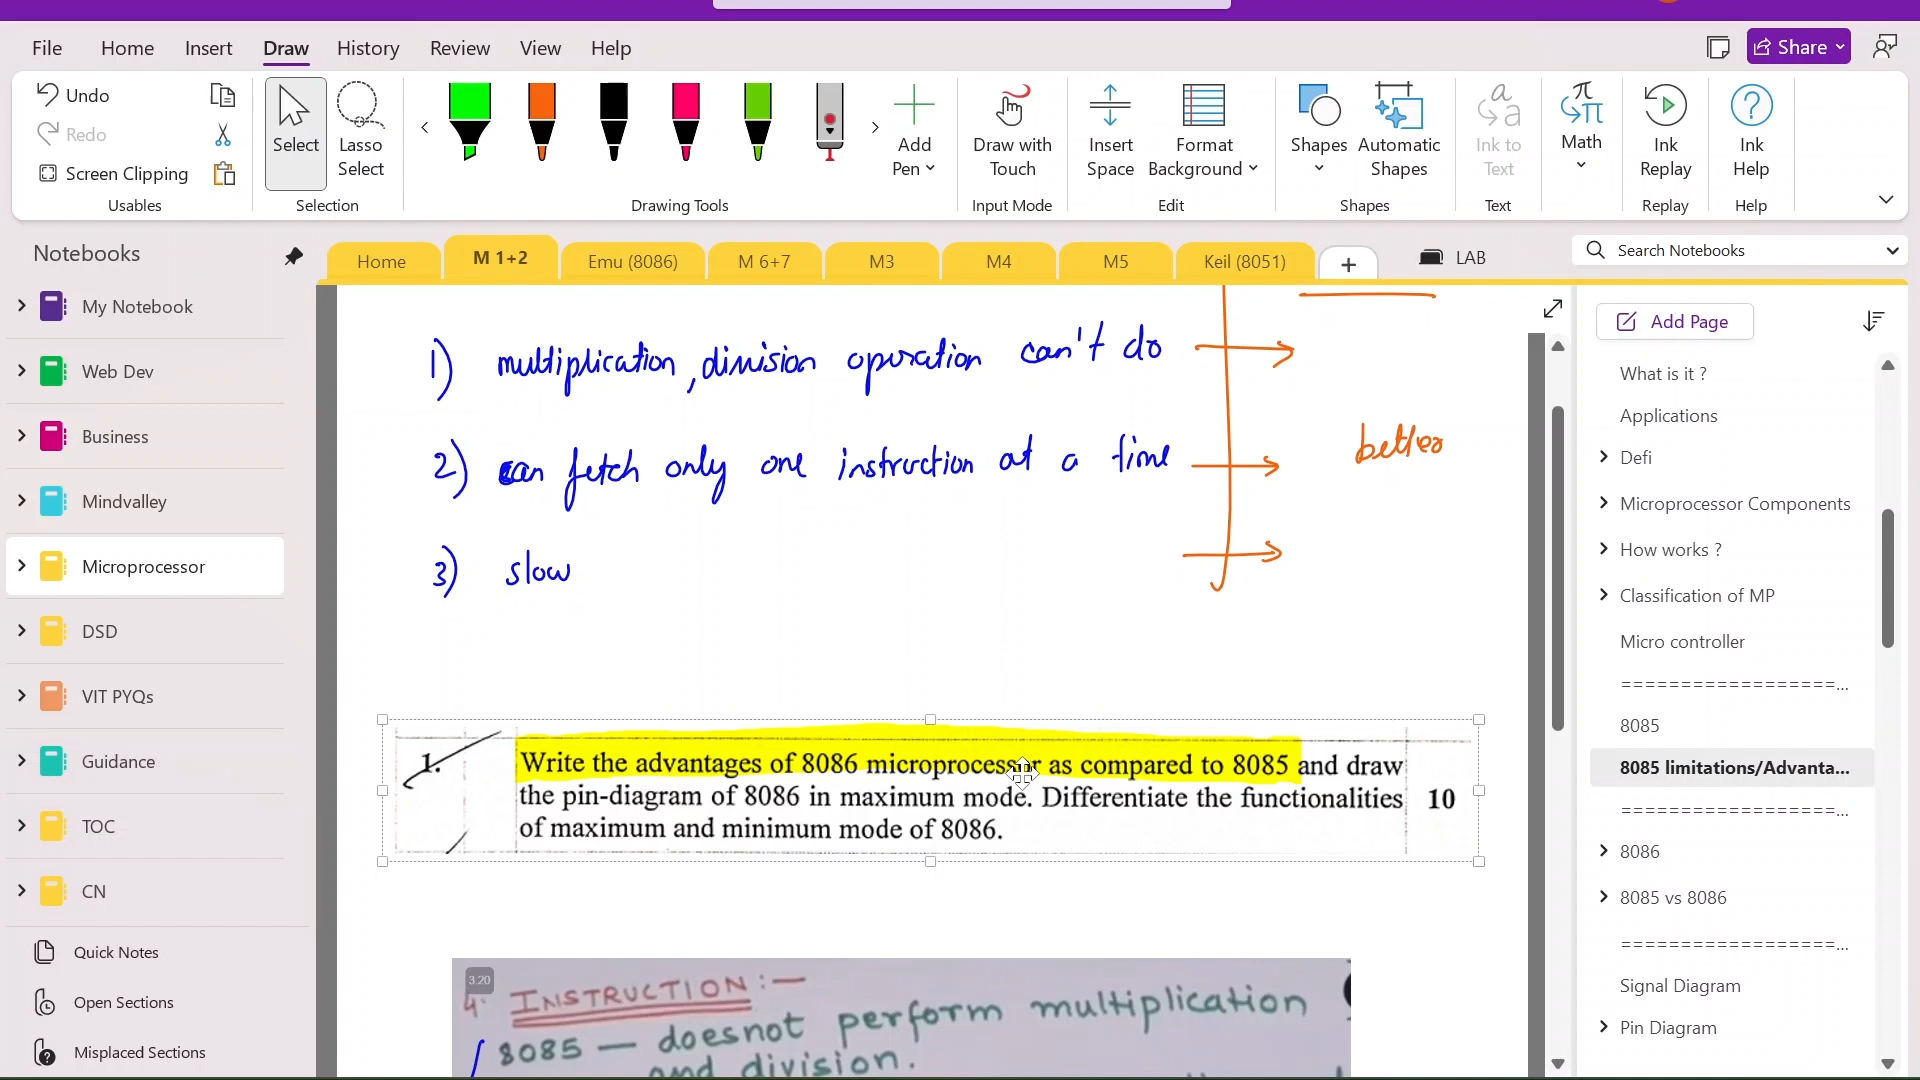 File Home Insert Draw History Review View Help Share
Undo
Redo
Screen Clipping
Usables
Select
Lasso
Select
Selection
Drawing Tools
Add
Pen
Draw with
Touch
Input Mode
Insert
Space
Format
Background
Edit
Shapes
Automatic
Shapes
Shapes
Ink to
Text
Text
Math
Ink
Replay
Replay
Ink
Help
Help
Notebooks
My Notebook
Web Dev
Business
Mindvalley
Microprocessor
DSD
VIT PYQs
Guidance
TOC
CN
Quick Notes
Open Sections
Misplaced Sections
Home M 1+2 Emu (8086) M 6+7 M3 M4 M5 Keil (8051) + LAB
Search Notebooks
1) multiplication, division operation can't do
2) can fetch only one instruction at a time
better
3) slow
1. Write the advantages of 8086 microprocessor as compared to 8085 and draw
the pin-diagram of 8086 in maximum mode. Differentiate the functionalities 10
of maximum and minimum mode of 8086.
3.20
4. INSTRUCTION :-
8085 — doesnot perform multiplication
and division.
Add Page
What is it ?
Applications
Defi
Microprocessor Components
How works ?
Classification of MP
Micro controller
==================...
8085
8085 limitations/Advanta...
==================...
8086
8085 vs 8086
==================...
Signal Diagram
Pin Diagram